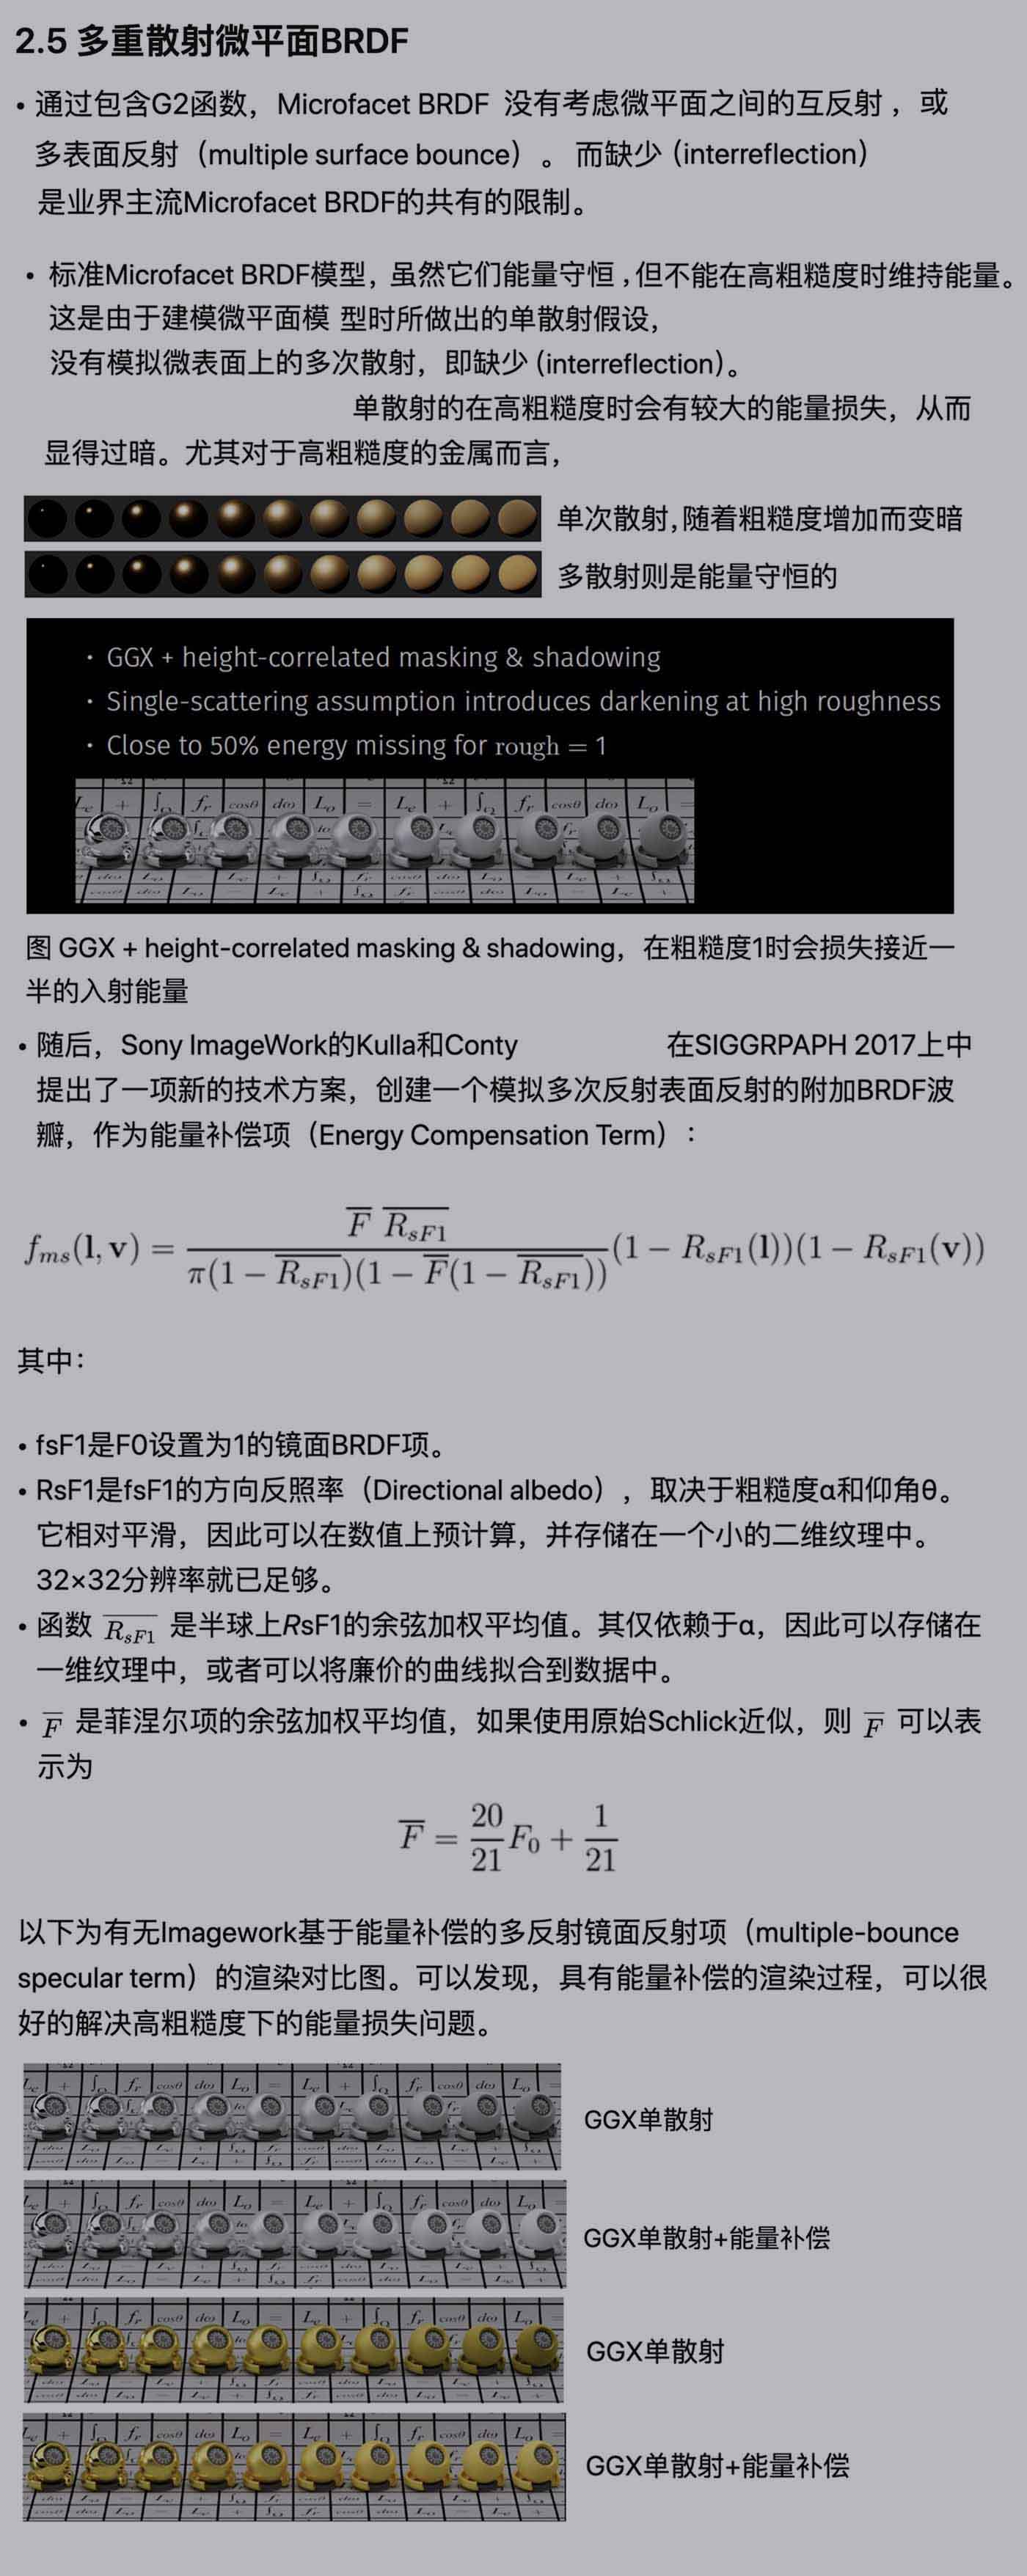 2.5 多重散射微平面BRDF
• 通过包含G2函数，Microfacet BRDF 没有考虑微平面之间的互反射 ，或
多表面反射（multiple surface bounce）。 而缺少 (interreflection)
是业界主流Microfacet BRDF的共有的限制。
• 标准Microfacet BRDF模型，虽然它们能量守恒 ,但不能在高粗糙度时维持能量。
这是由于建模微平面模 型时所做出的单散射假设，
没有模拟微表面上的多次散射，即缺少 (interreflection)。
单散射的在高粗糙度时会有较大的能量损失，从而
显得过暗。尤其对于高粗糙度的金属而言，
单次散射,随着粗糙度增加而变暗
多散射则是能量守恒的
· GGX + height-correlated masking & shadowing
· Single-scattering assumption introduces darkening at high roughness
· Close to 50% energy missing for rough = 1
图 GGX + height-correlated masking & shadowing，在粗糙度1时会损失接近一
半的入射能量
• 随后，Sony ImageWork的Kulla和Conty 在SIGGRPAPH 2017上中
提出了一项新的技术方案，创建一个模拟多次反射表面反射的附加BRDF波
瓣，作为能量补偿项（Energy Compensation Term）：
$f_{ms}(\mathbf{l}, \mathbf{v}) = \frac{\overline{F}\ \overline{R_{sF1}}}{\pi(1 - \overline{R_{sF1}})(1 - \overline{F}(1 - \overline{R_{sF1}}))}(1 - R_{sF1}(\mathbf{l}))(1 - R_{sF1}(\mathbf{v}))$
其中：
• fsF1是F0设置为1的镜面BRDF项。
• RsF1是fsF1的方向反照率（Directional albedo），取决于粗糙度α和仰角θ。
它相对平滑，因此可以在数值上预计算，并存储在一个小的二维纹理中。
32×32分辨率就已足够。
• 函数 $\overline{R_{sF1}}$ 是半球上RsF1的余弦加权平均值。其仅依赖于α，因此可以存储在
一维纹理中，或者可以将廉价的曲线拟合到数据中。
• $\overline{F}$ 是菲涅尔项的余弦加权平均值，如果使用原始Schlick近似，则 $\overline{F}$ 可以表
示为
$\overline{F} = \frac{20}{21}F_0 + \frac{1}{21}$
以下为有无Imagework基于能量补偿的多反射镜面反射项（multiple-bounce
specular term）的渲染对比图。可以发现，具有能量补偿的渲染过程，可以很
好的解决高粗糙度下的能量损失问题。
GGX单散射
GGX单散射+能量补偿
GGX单散射
GGX单散射+能量补偿